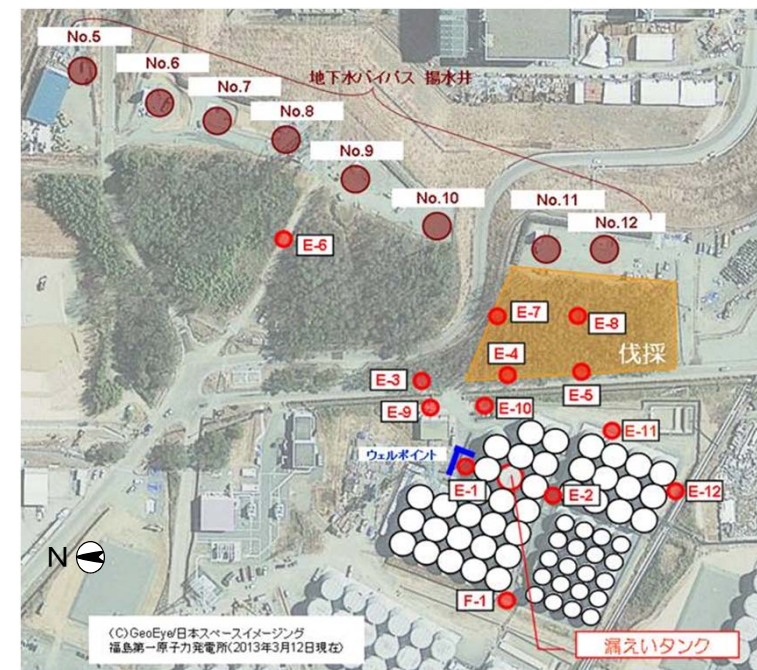 No.5
No.6
No.7
No.8
No.9
No.10
No.11
No.12
地下水バイパス 揚水井
E-6
E-7
E-8
伐採
E-4
E-5
E-3
E-9
E-10
E-11
ウェルポイント
E-1
E-2
E-12
N
F-1
(C)GeoEye/日本スペースイメージング
福島第一原子力発電所(2013年3月12日現在)
漏えいタンク